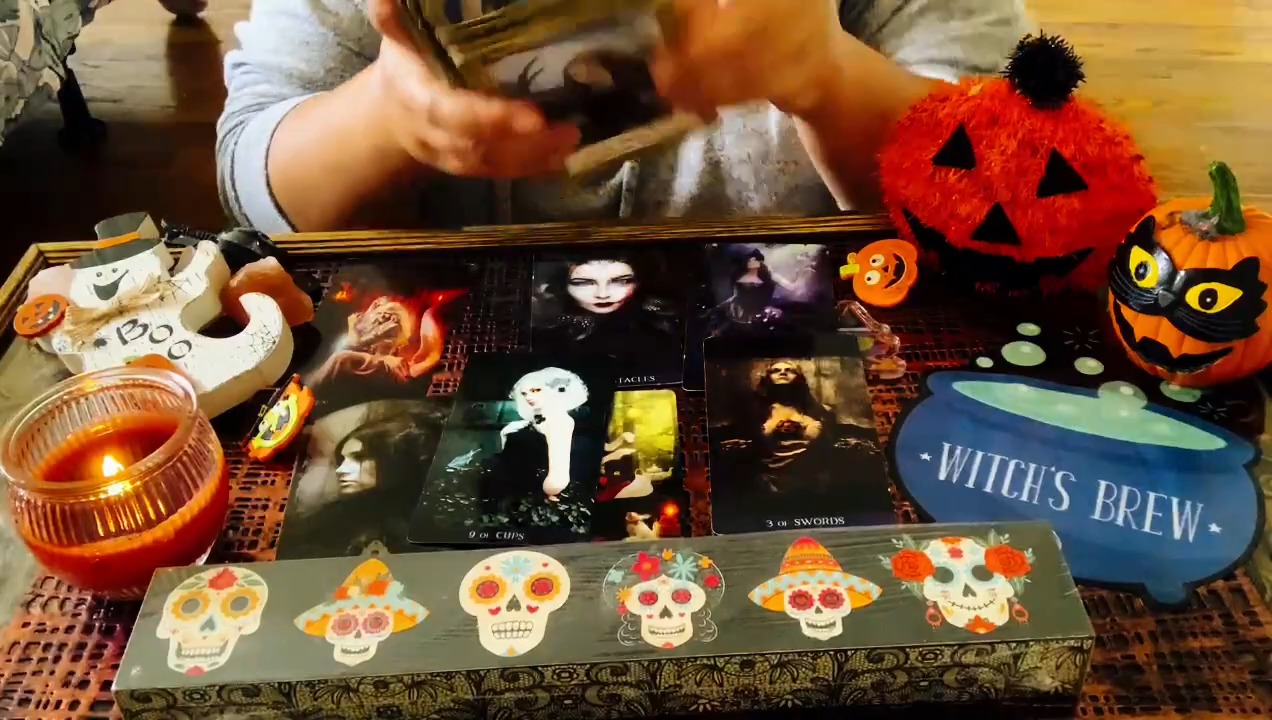 BOO
TACLES
9 OF CUPS
3 OF SWORDS
WITCH'S BREW